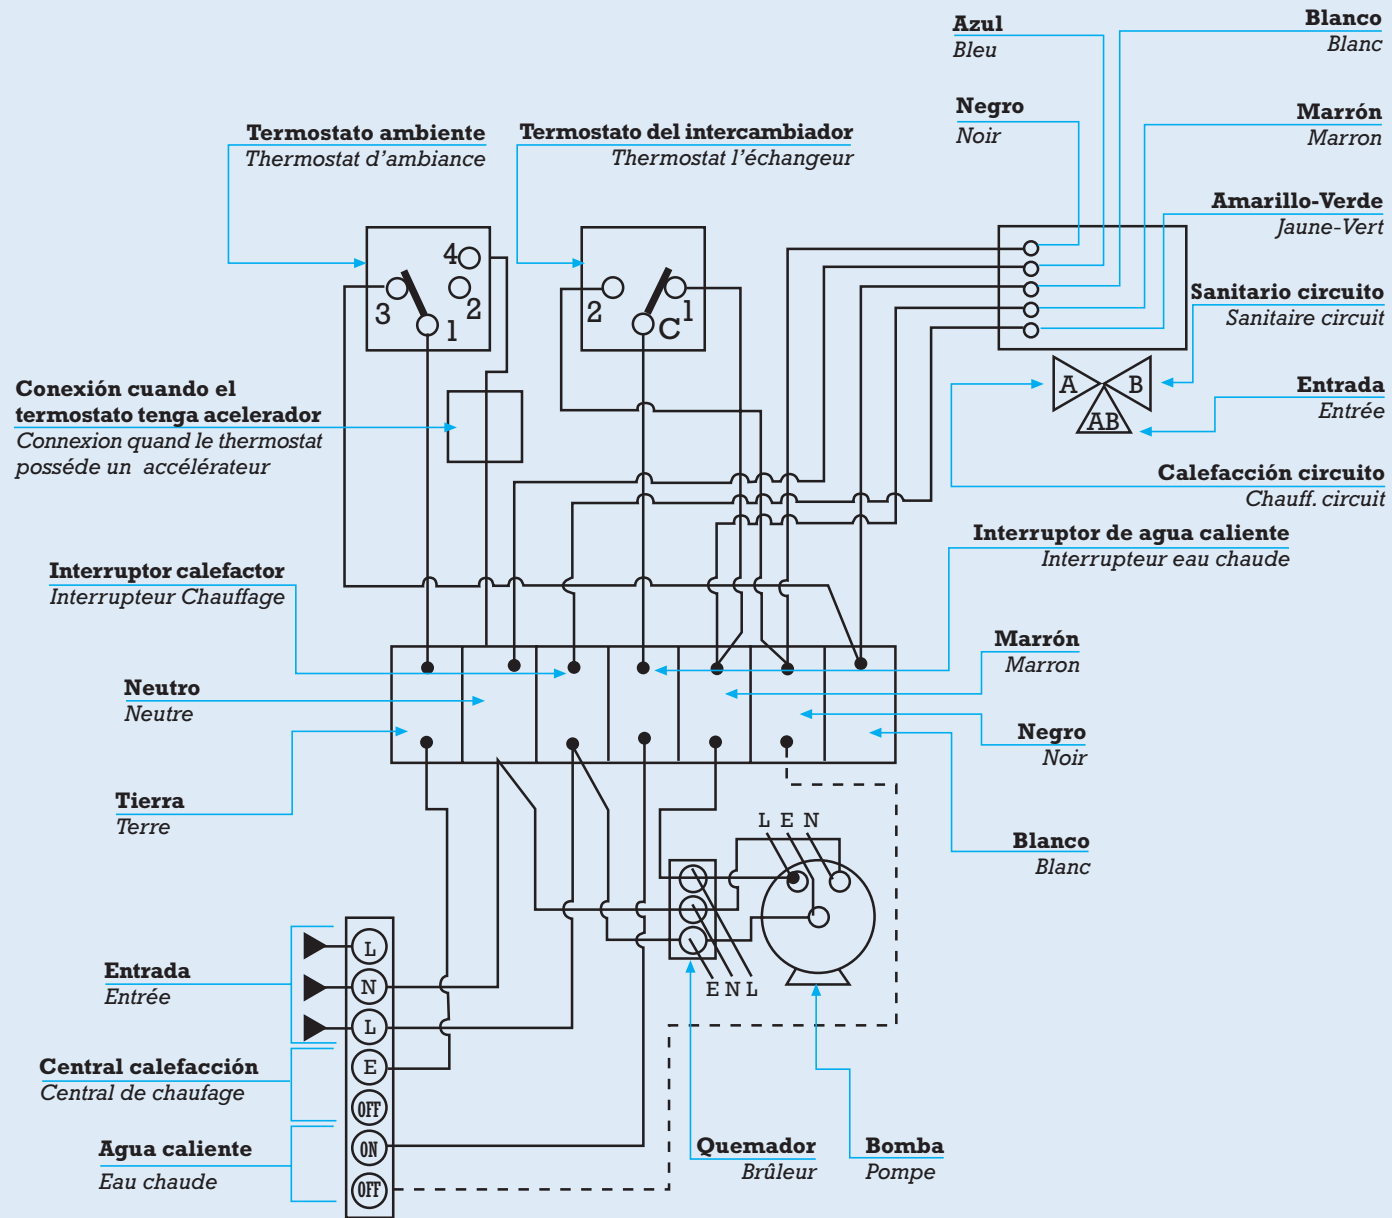 Azul
Bleu
Blanco
Blanc
Negro
Noir
Marrón
Marron
Termostato ambiente
Thermostat d'ambiance
Termostato del intercambiador
Thermostat l'échangeur
Amarillo-Verde
Jaune-Vert
4
3
2
1
2
1
C
Sanitario circuito
Sanitaire circuit
A
B
AB
Entrada
Entrée
Conexión cuando el
termostato tenga acelerador
Connexion quand le thermostat
posséde un accélérateur
Calefacción circuito
Chauff. circuit
Interruptor de agua caliente
Interrupteur eau chaude
Interruptor calefactor
Interrupteur Chauffage
Marrón
Marron
Neutro
Neutre
Negro
Noir
Tierra
Terre
Blanco
Blanc
L E N
E N L
Entrada
Entrée
L
N
L
E
OFF
ON
OFF
Central calefacción
Central de chaufage
Agua caliente
Eau chaude
Quemador
Brûleur
Bomba
Pompe